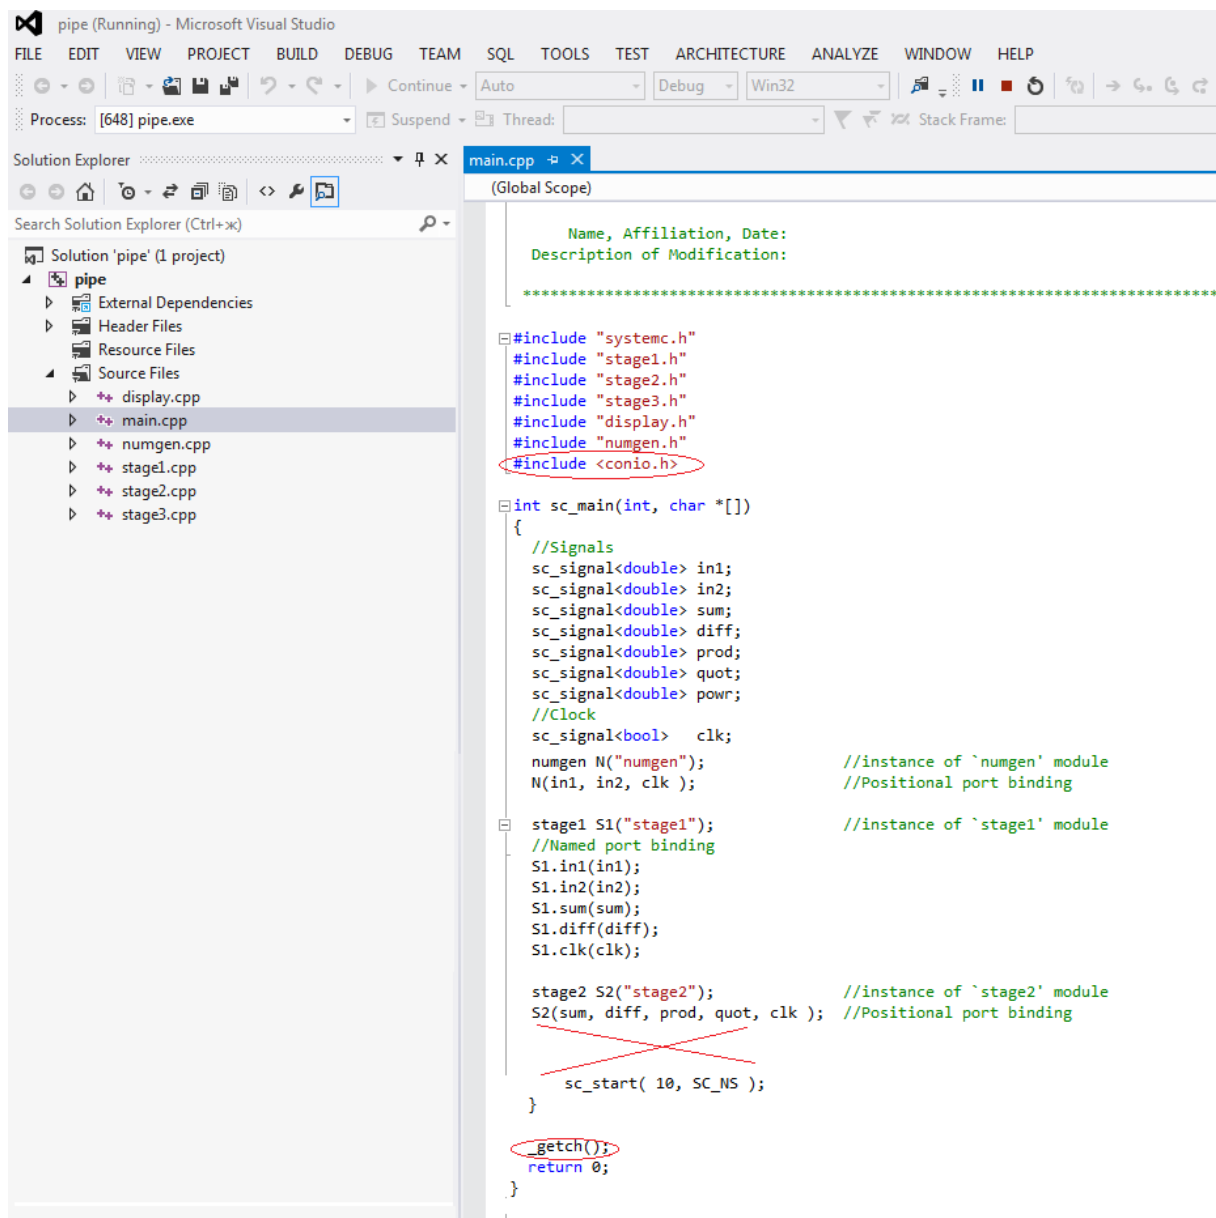 pipe (Running) - Microsoft Visual Studio
FILE EDIT VIEW PROJECT BUILD DEBUG TEAM SQL TOOLS TEST ARCHITECTURE ANALYZE WINDOW HELP
Continue Auto Debug Win32
Process: [648] pipe.exe Suspend Thread: Stack Frame:
Solution Explorer
Search Solution Explorer (Ctrl+ж)
Solution 'pipe' (1 project)
pipe
External Dependencies
Header Files
Resource Files
Source Files
display.cpp
main.cpp
numgen.cpp
stage1.cpp
stage2.cpp
stage3.cpp
main.cpp
(Global Scope)
Name, Affiliation, Date:
Description of Modification:
****************************************************************************
#include "systemc.h"
#include "stage1.h"
#include "stage2.h"
#include "stage3.h"
#include "display.h"
#include "numgen.h"
#include <conio.h>
int sc_main(int, char *[])
{
//Signals
sc_signal<double> in1;
sc_signal<double> in2;
sc_signal<double> sum;
sc_signal<double> diff;
sc_signal<double> prod;
sc_signal<double> quot;
sc_signal<double> powr;
//Clock
sc_signal<bool> clk;
numgen N("numgen"); //instance of `numgen' module
N(in1, in2, clk ); //Positional port binding
stage1 S1("stage1"); //instance of `stage1' module
//Named port binding
S1.in1(in1);
S1.in2(in2);
S1.sum(sum);
S1.diff(diff);
S1.clk(clk);
stage2 S2("stage2"); //instance of `stage2' module
S2(sum, diff, prod, quot, clk ); //Positional port binding
sc_start( 10, SC_NS );
}
_getch();
return 0;
}